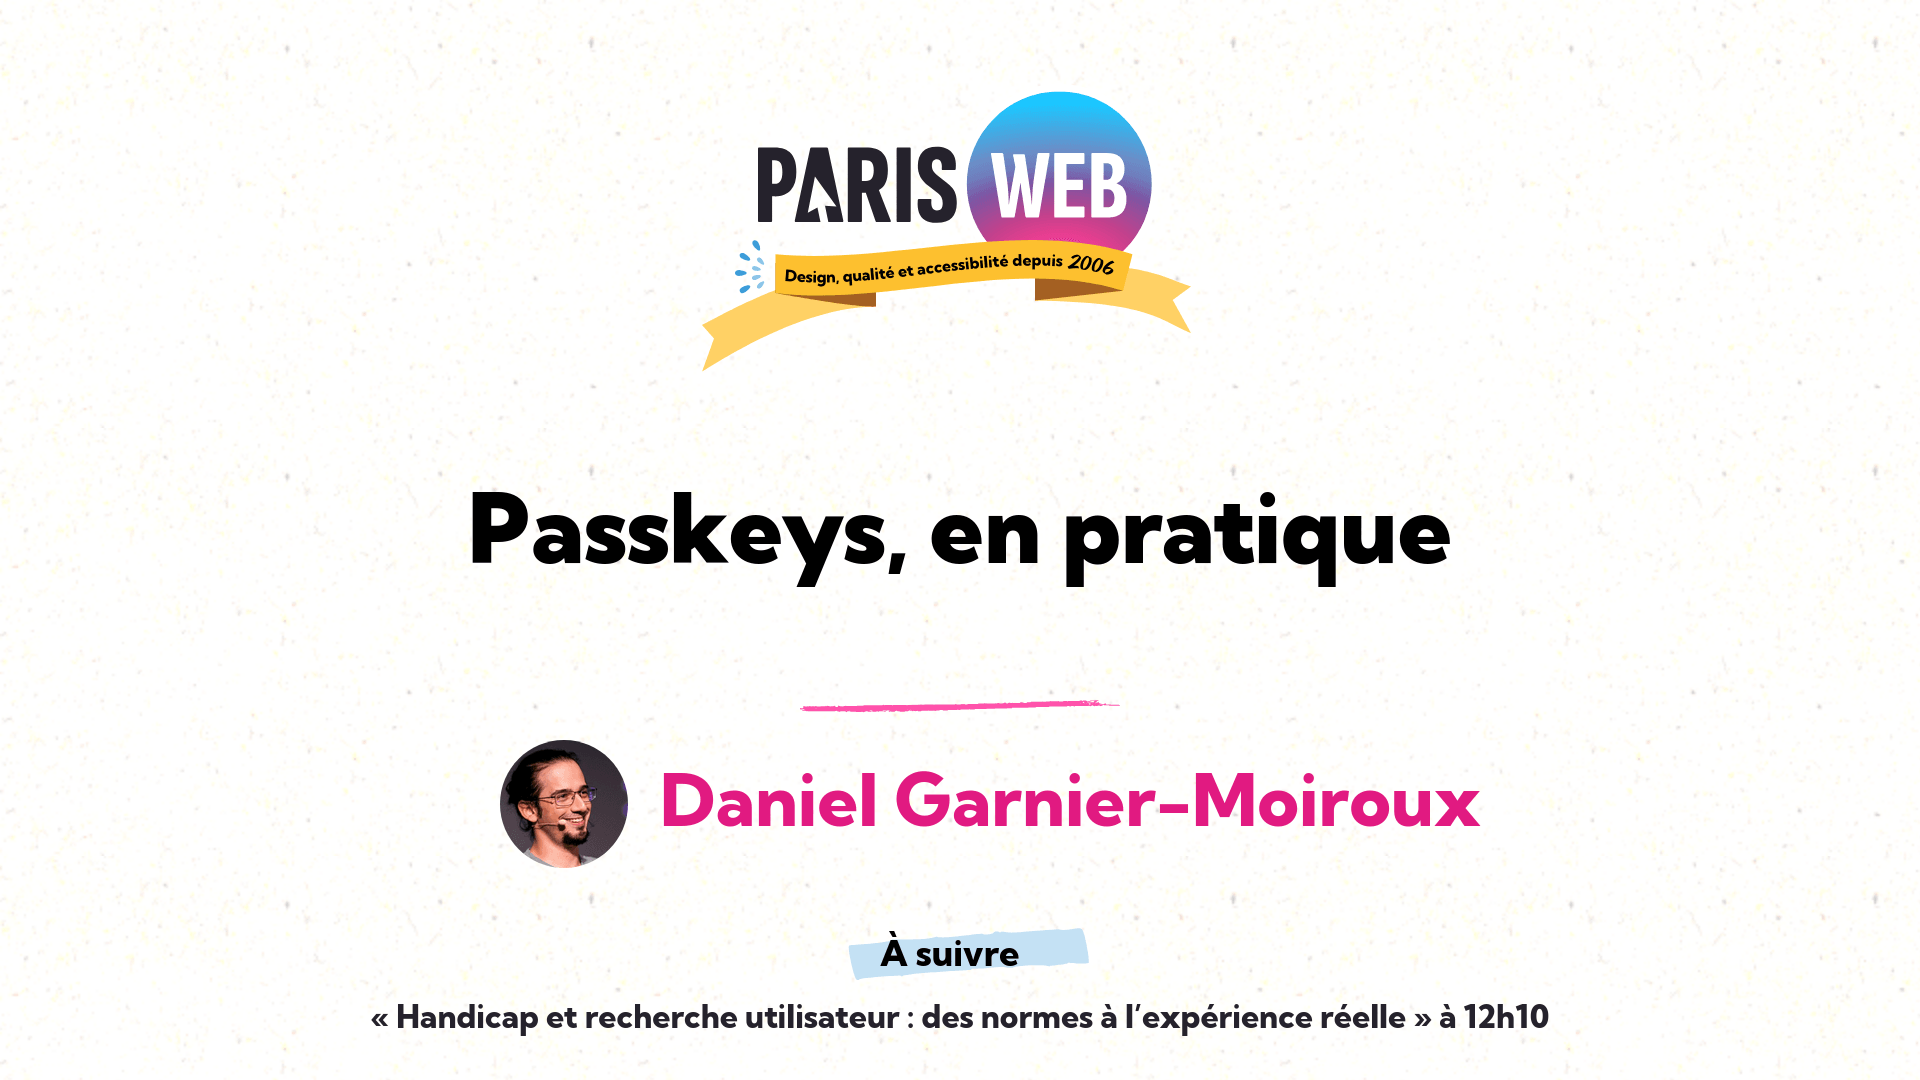 PARIS WEB
Design, qualité et accessibilité depuis 2006
Passkeys, en pratique
Daniel Garnier-Moiroux
À suivre
« Handicap et recherche utilisateur : des normes à l’expérience réelle » à 12h10